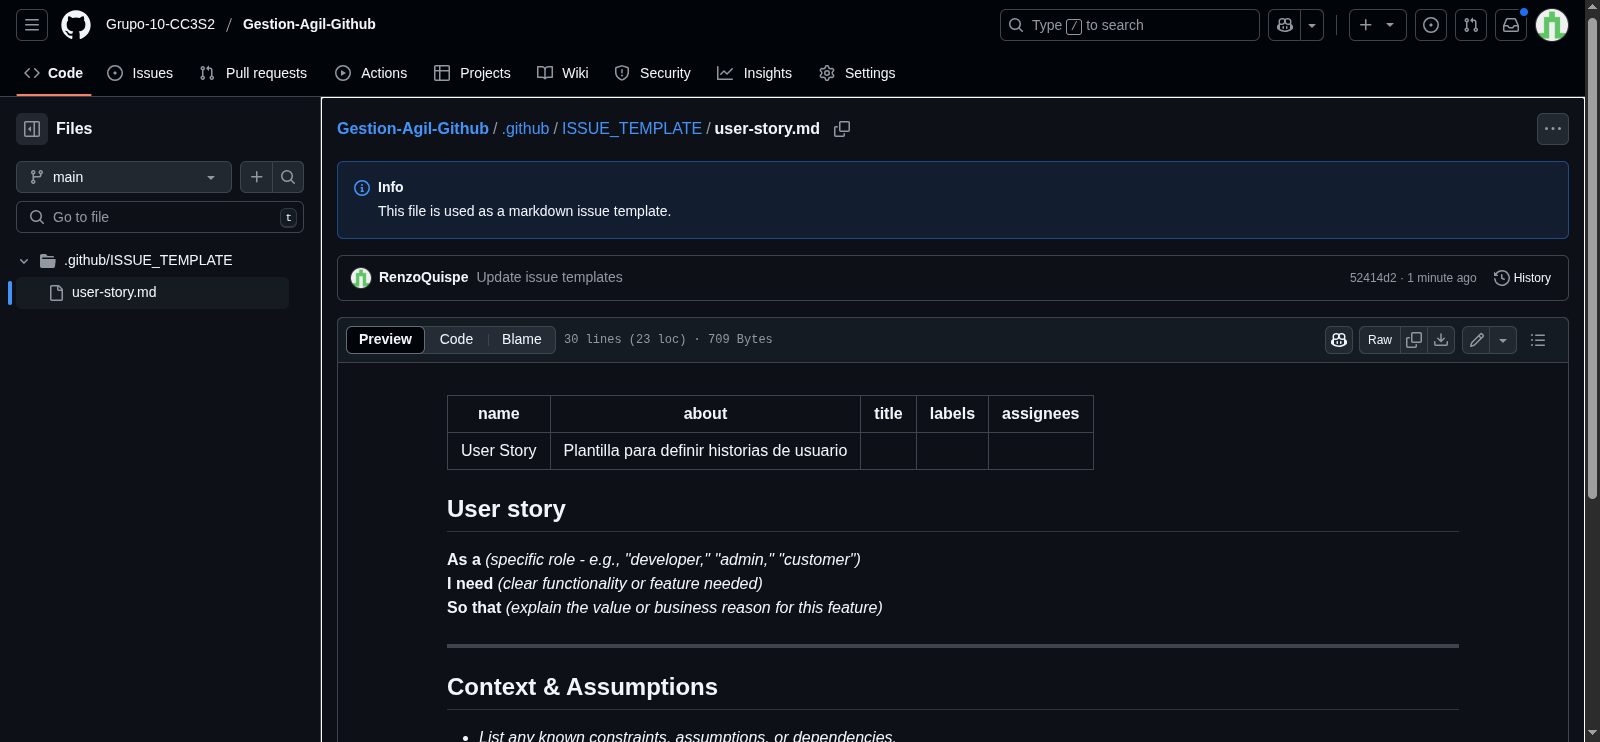 Grupo-10-CC3S2 / Gestion-Agil-Github
Type / to search
Code Issues Pull requests Actions Projects Wiki Security Insights Settings
Files
main
Go to file t
.github/ISSUE_TEMPLATE
user-story.md
Gestion-Agil-Github / .github / ISSUE_TEMPLATE / user-story.md
Info
This file is used as a markdown issue template.
RenzoQuispe Update issue templates 52414d2 · 1 minute ago History
Preview Code Blame 30 lines (23 loc) · 709 Bytes Raw
name about title labels assignees
User Story Plantilla para definir historias de usuario
User story
As a (specific role - e.g., "developer," "admin," "customer")
I need (clear functionality or feature needed)
So that (explain the value or business reason for this feature)
Context & Assumptions
• List any known constraints, assumptions, or dependencies.